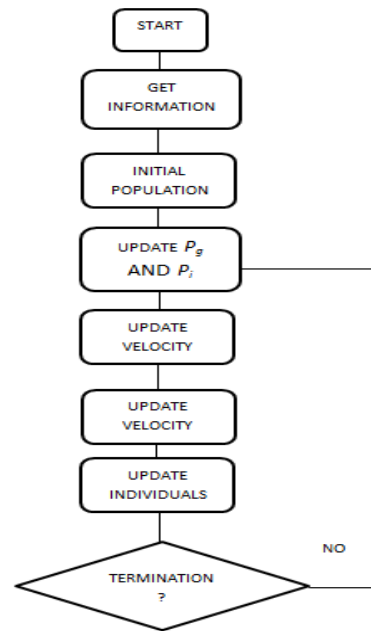 START
GET
INFORMATION
INITIAL
POPULATION
UPDATE Pg
AND Pi
UPDATE
VELOCITY
UPDATE
VELOCITY
UPDATE
INDIVIDUALS
NO
TERMINATION
?